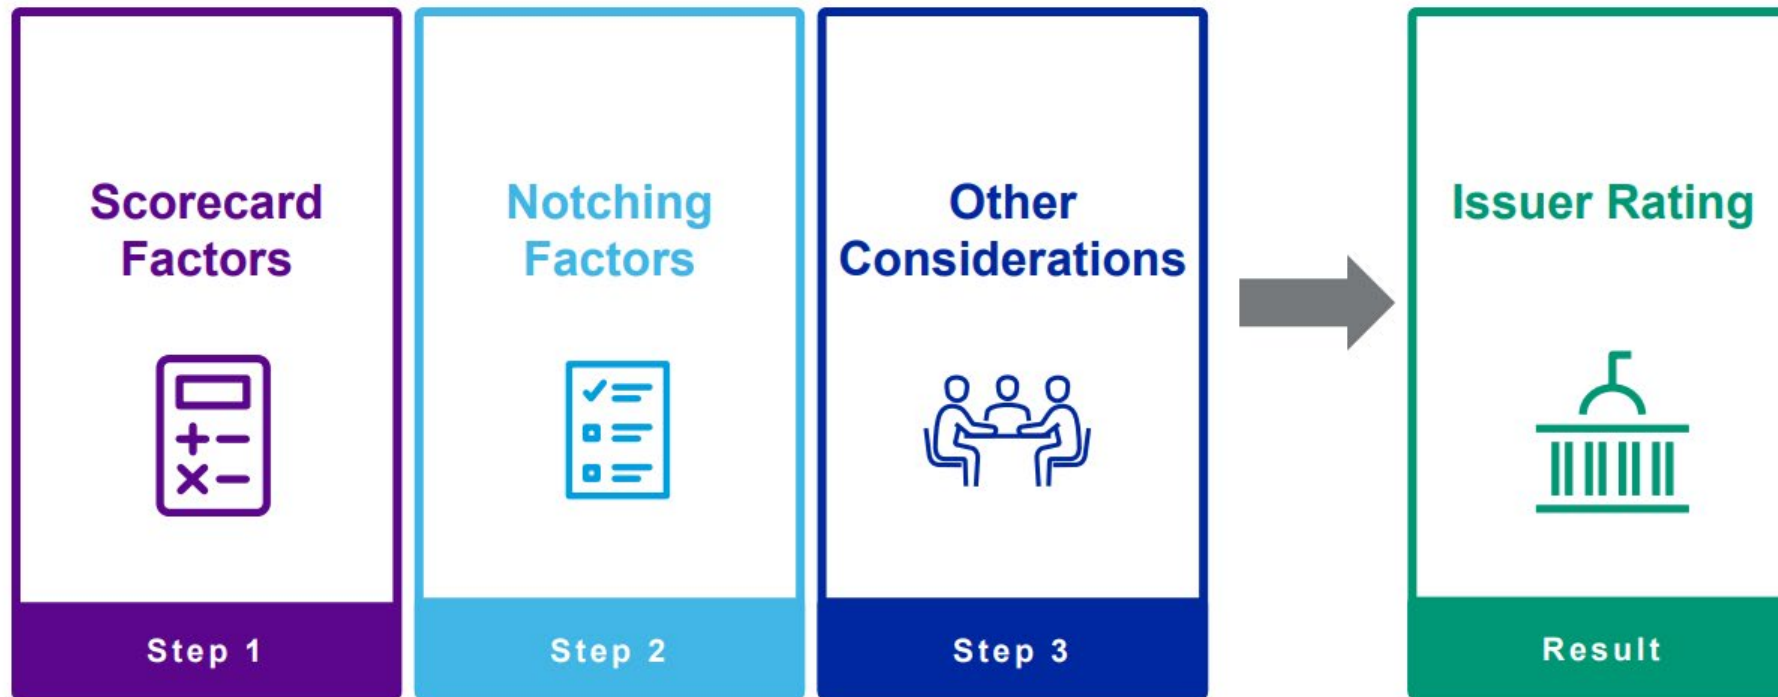 Scorecard
Factors
Step 1
Notching
Factors
Step 2
Other
Considerations
Step 3
Issuer Rating
Result